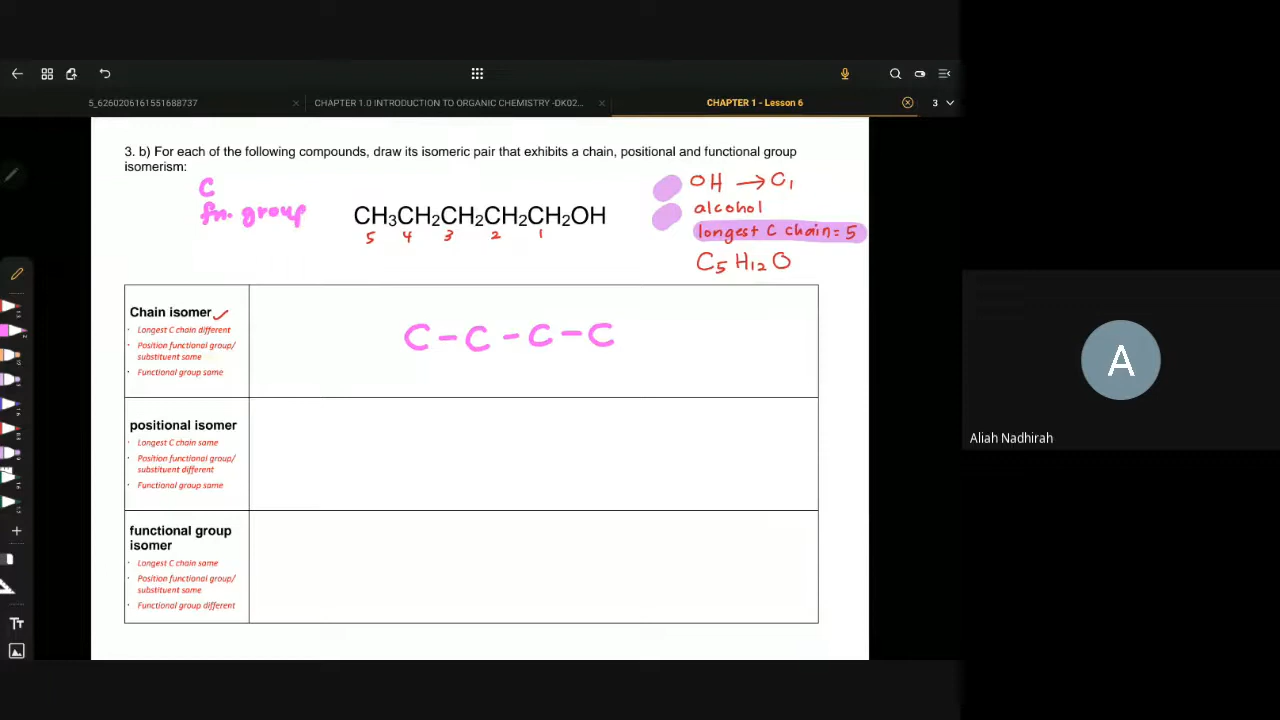 5_6260206161551688737
CHAPTER 1.0 INTRODUCTION TO ORGANIC CHEMISTRY -DK02...
CHAPTER 1 - Lesson 6
3
3. b) For each of the following compounds, draw its isomeric pair that exhibits a chain, positional and functional group
isomerism:
C
fn. group
CH₃CH₂CH₂CH₂CH₂OH
5 4 3 2 1
OH → C₁
alcohol
longest C chain = 5
C₅H₁₂O
Chain isomer ✓
· Longest C chain different
· Position functional group/
substituent same
· Functional group same
C - C - C - C
positional isomer
· Longest C chain same
· Position functional group/
substituent different
· Functional group same
functional group
isomer
· Longest C chain same
· Position functional group/
substituent same
· Functional group different
Tт
A
Aliah Nadhirah